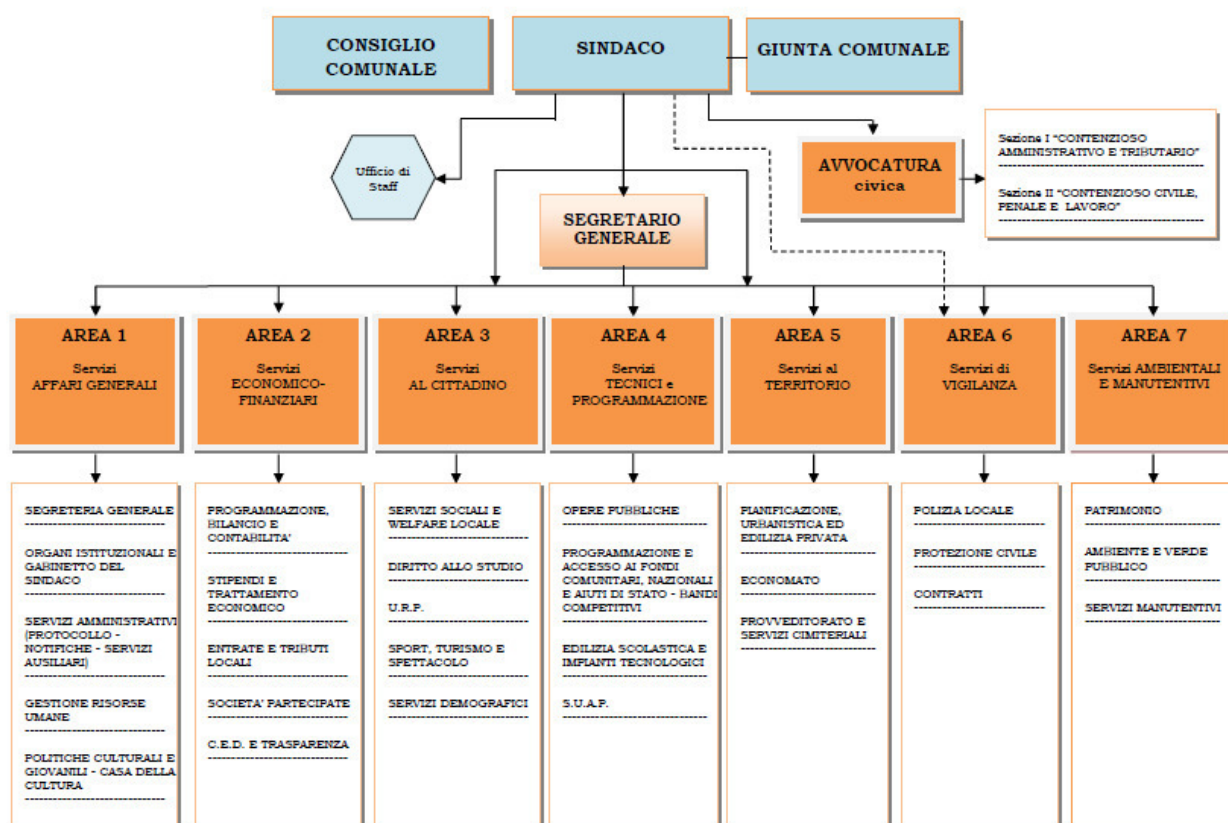 CONSIGLIO
COMUNALE
SINDACO
GIUNTA COMUNALE
Ufficio di
Staff
AVVOCATURA
civica
Sezione I "CONTENZIOSO
AMMINISTRATIVO E TRIBUTARIO"
Sezione II "CONTENZIOSO CIVILE,
PENALE E LAVORO"
SEGRETARIO
GENERALE
AREA 1
Servizi
AFFARI GENERALI
AREA 2
Servizi
ECONOMICO-
FINANZIARI
AREA 3
Servizi
AL CITTADINO
AREA 4
Servizi
TECNICI e
PROGRAMMAZIONE
AREA 5
Servizi al
TERRITORIO
AREA 6
Servizi di
VIGILANZA
AREA 7
Servizi AMBIENTALI
E MANUTENTIVI
SEGRETERIA GENERALE
ORGANI ISTITUZIONALI E
GABINETTO DEL
SINDACO
SERVIZI AMMINISTRATIVI
(PROTOCOLLO -
NOTIFICHE - SERVIZI
AUSILIARI)
GESTIONE RISORSE
UMANE
POLITICHE CULTURALI E
GIOVANILI - CASA DELLA
CULTURA
PROGRAMMAZIONE,
BILANCIO E
CONTABILITA'
STIPENDI E
TRATTAMENTO
ECONOMICO
ENTRATE E TRIBUTI
LOCALI
SOCIETA' PARTECIPATE
C.E.D. E TRASPARENZA
SERVIZI SOCIALI E
WELFARE LOCALE
DIRITTO ALLO STUDIO
U.R.P.
SPORT, TURISMO E
SPETTACOLO
SERVIZI DEMOGRAFICI
OPERE PUBBLICHE
PROGRAMMAZIONE E
ACCESSO AI FONDI
COMUNITARI, NAZIONALI
E AIUTI DI STATO - BANDI
COMPETITIVI
EDILIZIA SCOLASTICA E
IMPIANTI TECNOLOGICI
S.U.A.P.
PIANIFICAZIONE,
URBANISTICA ED
EDILIZIA PRIVATA
ECONOMATO
PROVVEDITORATO E
SERVIZI CIMITERIALI
POLIZIA LOCALE
PROTEZIONE CIVILE
CONTRATTI
PATRIMONIO
AMBIENTE E VERDE
PUBBLICO
SERVIZI MANUTENTIVI